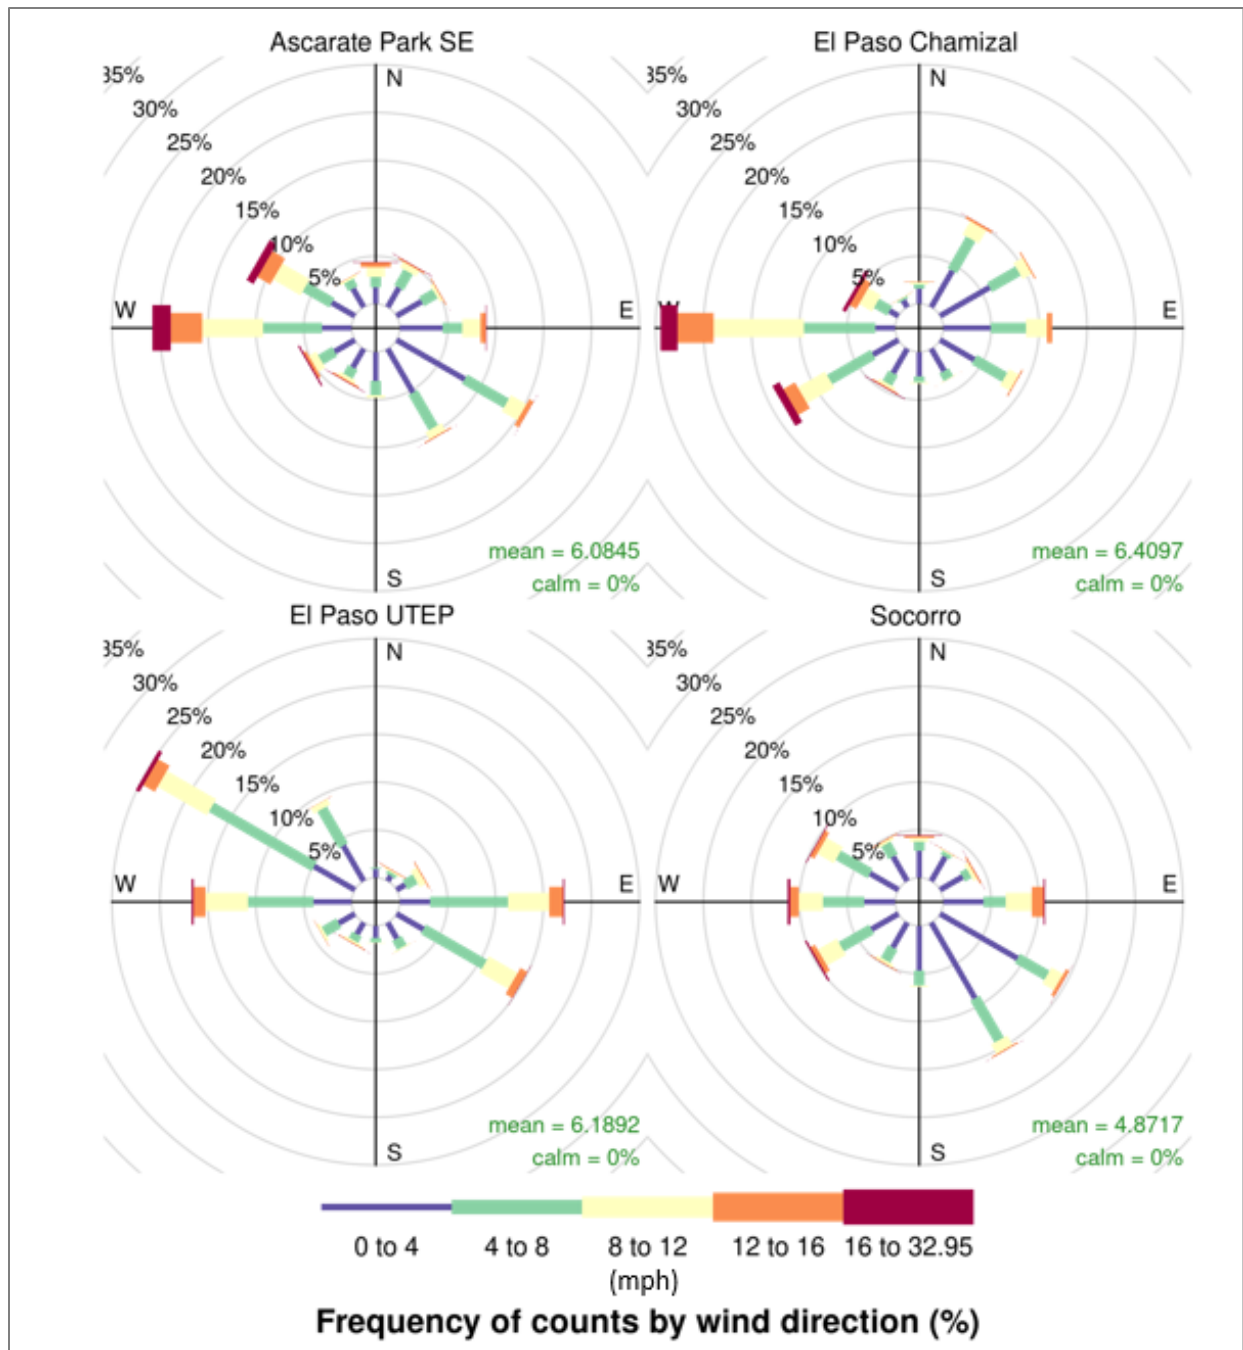 Ascarate Park SE
35%
30%
25%
20%
15%
10%
5%
N
W
E
S
mean = 6.0845
calm = 0%
El Paso Chamizal
35%
30%
25%
20%
15%
10%
5%
N
W
E
S
mean = 6.4097
calm = 0%
El Paso UTEP
35%
30%
25%
20%
15%
10%
5%
N
W
E
S
mean = 6.1892
calm = 0%
Socorro
35%
30%
25%
20%
15%
10%
5%
N
W
E
S
mean = 4.8717
calm = 0%
0 to 4 4 to 8 8 to 12 12 to 16 16 to 32.95
(mph)
Frequency of counts by wind direction (%)